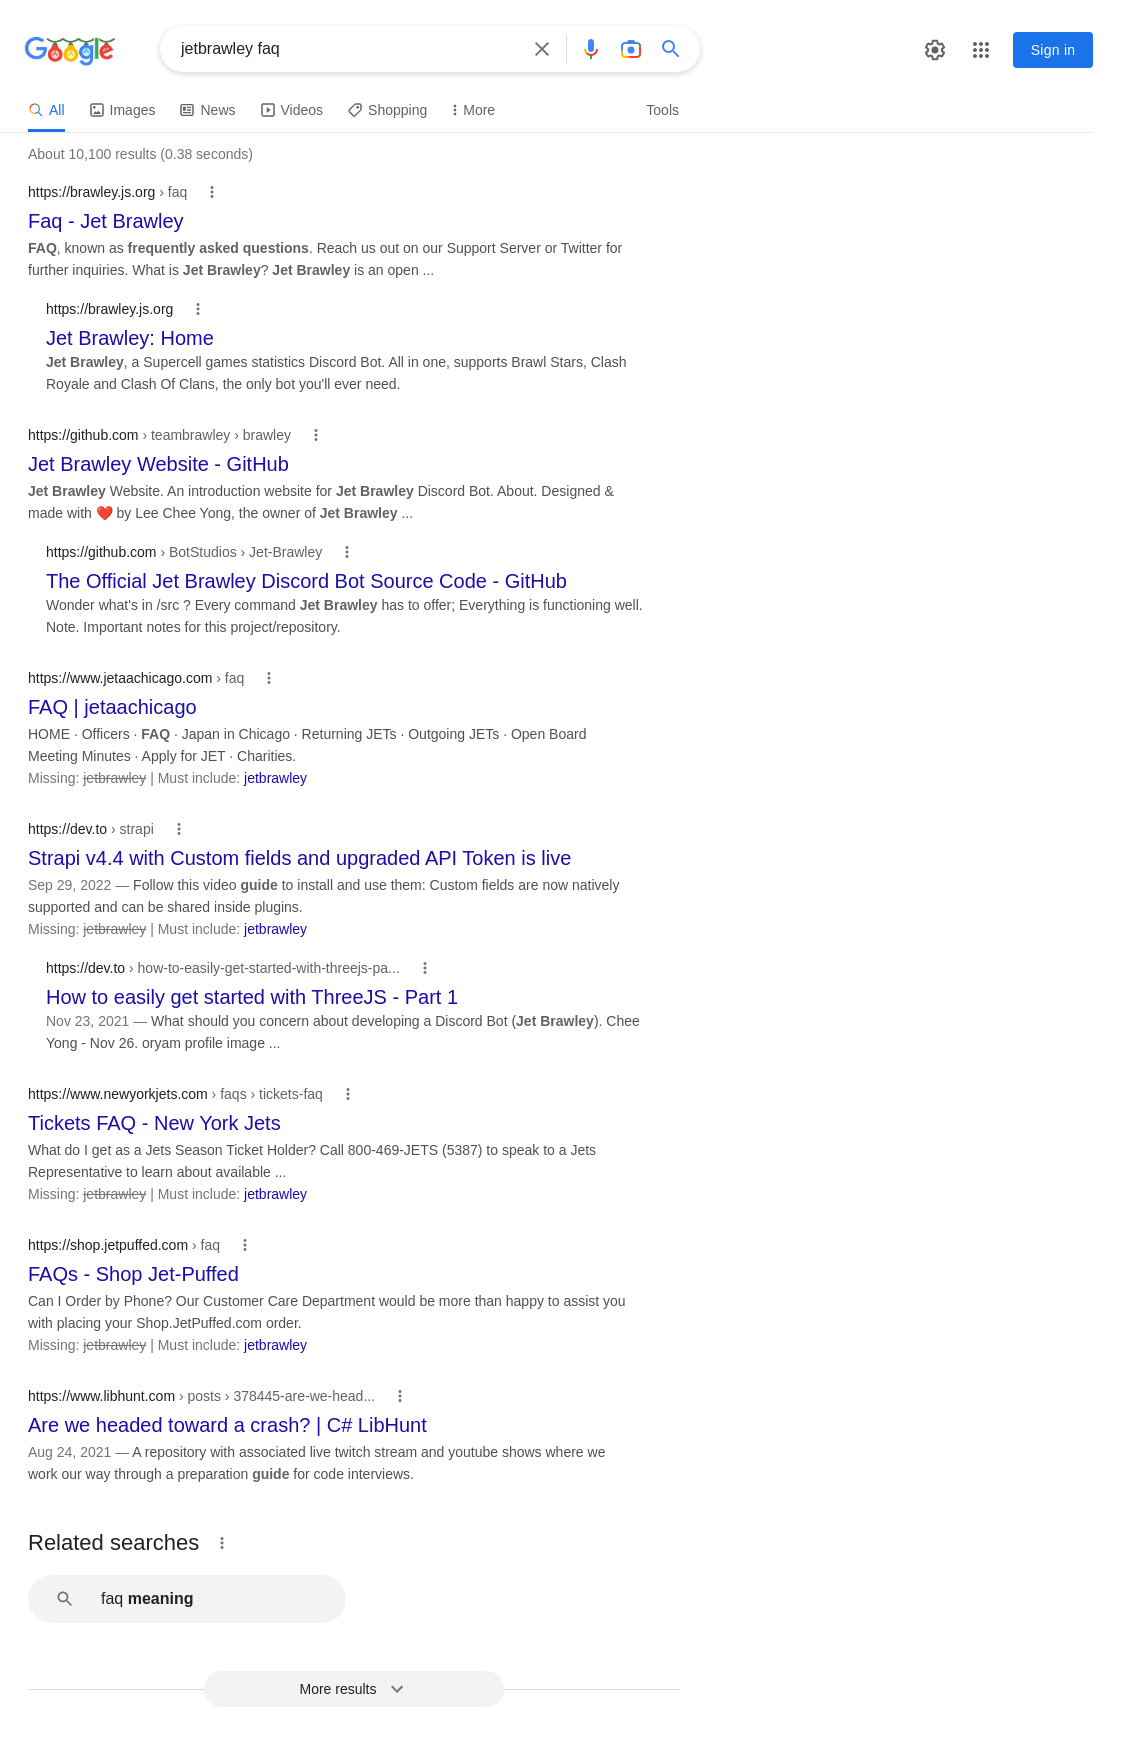 Google
jetbrawley faq
Sign in
All Images News Videos Shopping More Tools
About 10,100 results (0.38 seconds)
https://brawley.js.org › faq
Faq - Jet Brawley
FAQ, known as frequently asked questions. Reach us out on our Support Server or Twitter for
further inquiries. What is Jet Brawley? Jet Brawley is an open ...
https://brawley.js.org
Jet Brawley: Home
Jet Brawley, a Supercell games statistics Discord Bot. All in one, supports Brawl Stars, Clash
Royale and Clash Of Clans, the only bot you'll ever need.
https://github.com › teambrawley › brawley
Jet Brawley Website - GitHub
Jet Brawley Website. An introduction website for Jet Brawley Discord Bot. About. Designed &
made with ❤️ by Lee Chee Yong, the owner of Jet Brawley ...
https://github.com › BotStudios › Jet-Brawley
The Official Jet Brawley Discord Bot Source Code - GitHub
Wonder what's in /src ? Every command Jet Brawley has to offer; Everything is functioning well.
Note. Important notes for this project/repository.
https://www.jetaachicago.com › faq
FAQ | jetaachicago
HOME · Officers · FAQ · Japan in Chicago · Returning JETs · Outgoing JETs · Open Board
Meeting Minutes · Apply for JET · Charities.
Missing: jetbrawley | Must include: jetbrawley
https://dev.to › strapi
Strapi v4.4 with Custom fields and upgraded API Token is live
Sep 29, 2022 — Follow this video guide to install and use them: Custom fields are now natively
supported and can be shared inside plugins.
Missing: jetbrawley | Must include: jetbrawley
https://dev.to › how-to-easily-get-started-with-threejs-pa...
How to easily get started with ThreeJS - Part 1
Nov 23, 2021 — What should you concern about developing a Discord Bot (Jet Brawley). Chee
Yong - Nov 26. oryam profile image ...
https://www.newyorkjets.com › faqs › tickets-faq
Tickets FAQ - New York Jets
What do I get as a Jets Season Ticket Holder? Call 800-469-JETS (5387) to speak to a Jets
Representative to learn about available ...
Missing: jetbrawley | Must include: jetbrawley
https://shop.jetpuffed.com › faq
FAQs - Shop Jet-Puffed
Can I Order by Phone? Our Customer Care Department would be more than happy to assist you
with placing your Shop.JetPuffed.com order.
Missing: jetbrawley | Must include: jetbrawley
https://www.libhunt.com › posts › 378445-are-we-head...
Are we headed toward a crash? | C# LibHunt
Aug 24, 2021 — A repository with associated live twitch stream and youtube shows where we
work our way through a preparation guide for code interviews.
Related searches
faq meaning
More results